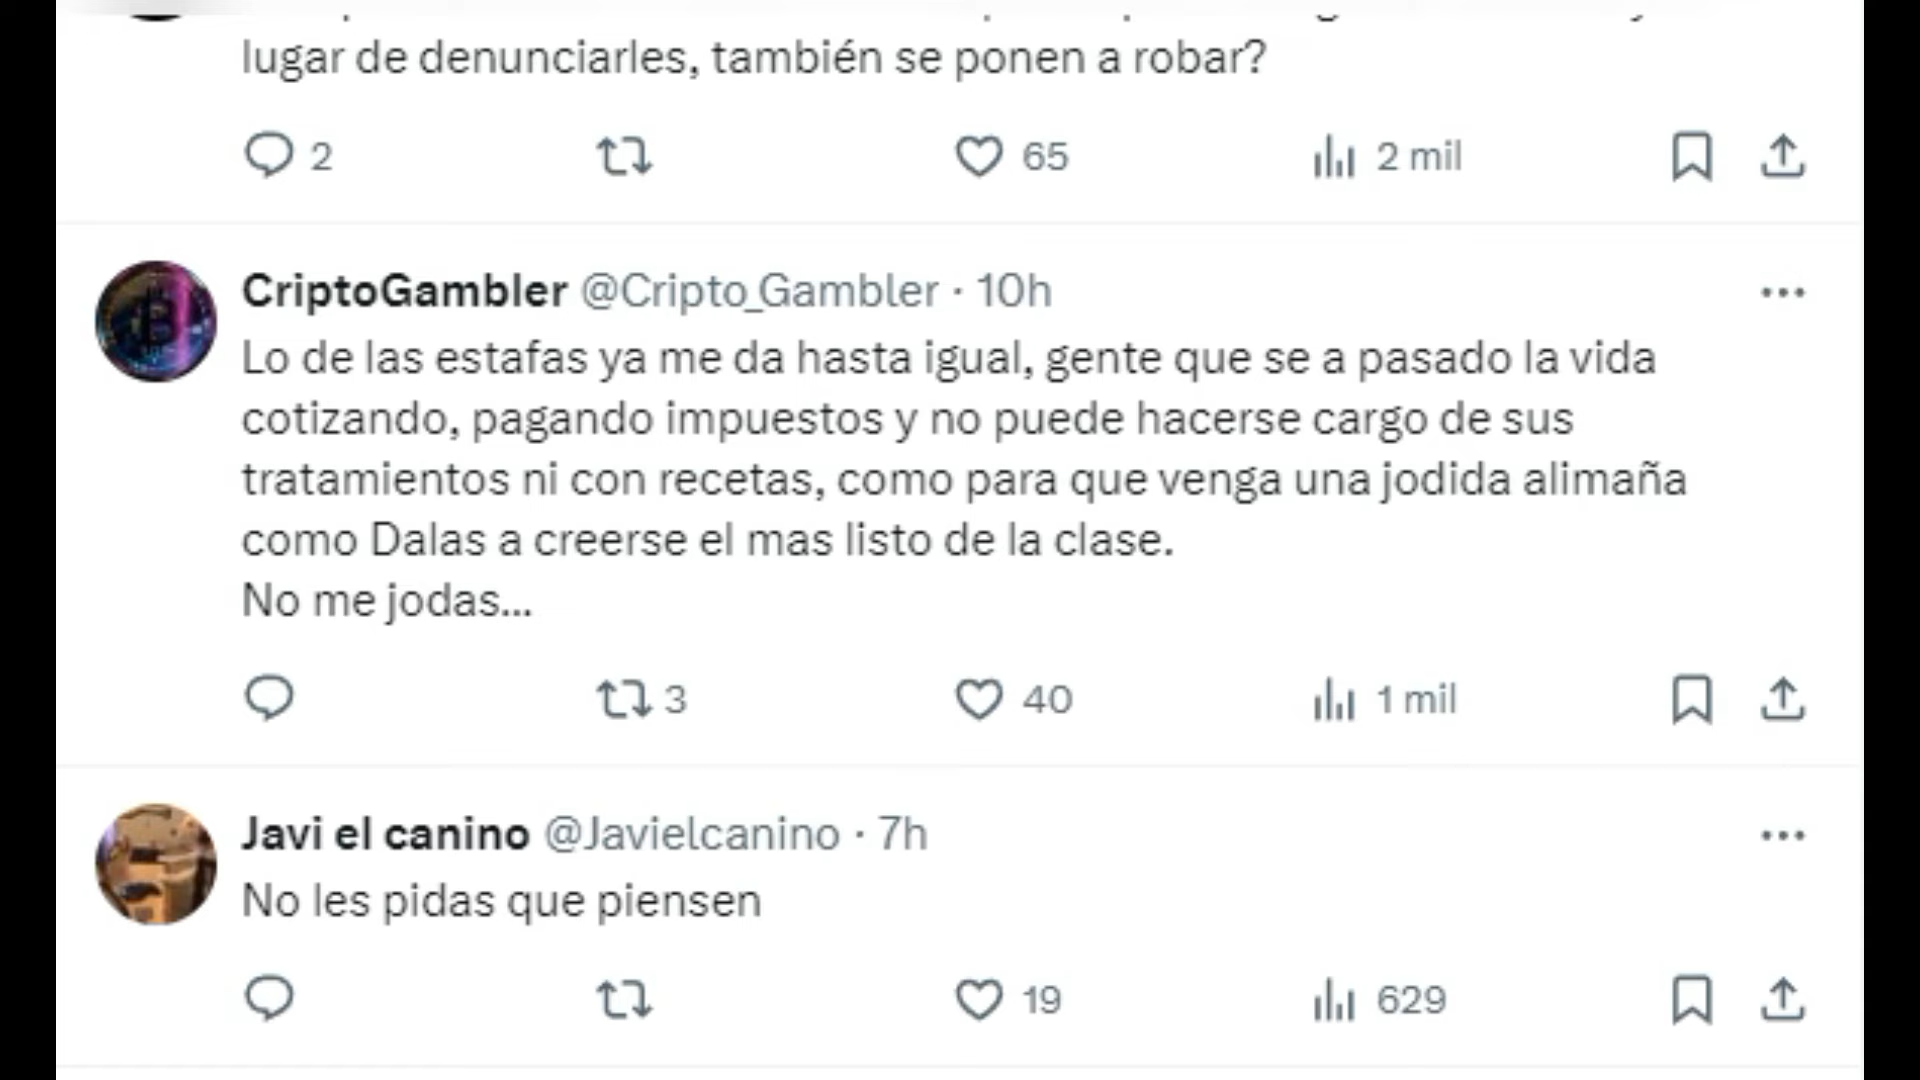 lugar de denunciarles, también se ponen a robar?
2 65 2 mil
CriptoGambler @Cripto_Gambler · 10h
Lo de las estafas ya me da hasta igual, gente que se a pasado la vida
cotizando, pagando impuestos y no puede hacerse cargo de sus
tratamientos ni con recetas, como para que venga una jodida alimaña
como Dalas a creerse el mas listo de la clase.
No me jodas...
3 40 1 mil
Javi el canino @Javielcanino · 7h
No les pidas que piensen
19 629